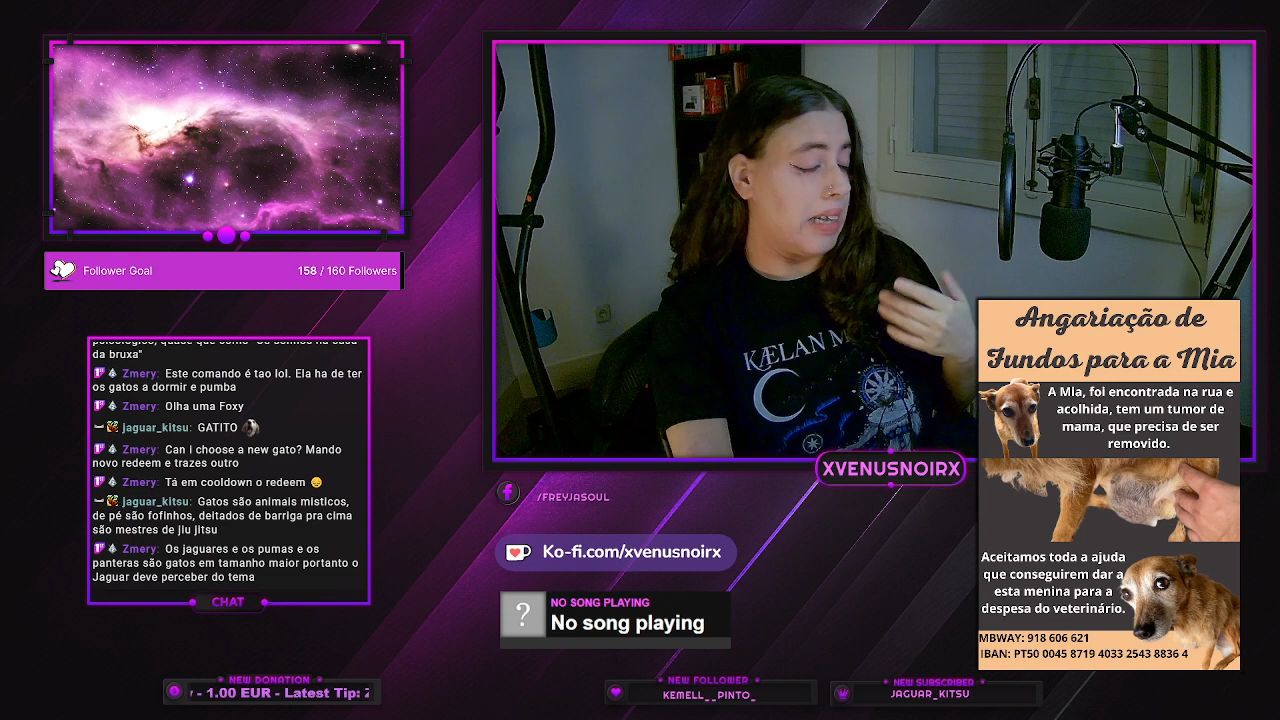 Follower Goal
158 / 160 Followers
da bruxa"
Zmery: Este comando é tao lol. Ela ha de ter
os gatos a dormir e pumba
Zmery: Olha uma Foxy
jaguar_kitsu: GATITO
Zmery: Can i choose a new gato? Mando
novo redeem e trazes outro
Zmery: Tá em cooldown o redeem
jaguar_kitsu: Gatos são animais misticos,
de pé são fofinhos, deitados de barriga pra cima
são mestres de jiu jitsu
Zmery: Os jaguares e os pumas e os
panteras são gatos em tamanho maior portanto o
Jaguar deve perceber do tema
CHAT
KÆLAN M
XVENUSNOIRX
/FREYJASOUL
Ko-fi.com/xvenusnoirx
?
NO SONG PLAYING
No song playing
Angariação de
Fundos para a Mia
A Mia, foi encontrada na rua e
acolhida, tem um tumor de
mama, que precisa de ser
removido.
Aceitamos toda a ajuda
que conseguirem dar a
esta menina para a
despesa do veterinário.
MBWAY: 918 606 621
IBAN: PT50 0045 8719 4033 2543 8836 4
NEW DONATION
- 1.00 EUR - Latest Tip:
NEW FOLLOWER
KEMELL__PINTO_
NEW SUBSCRIBER
JAGUAR_KITSU